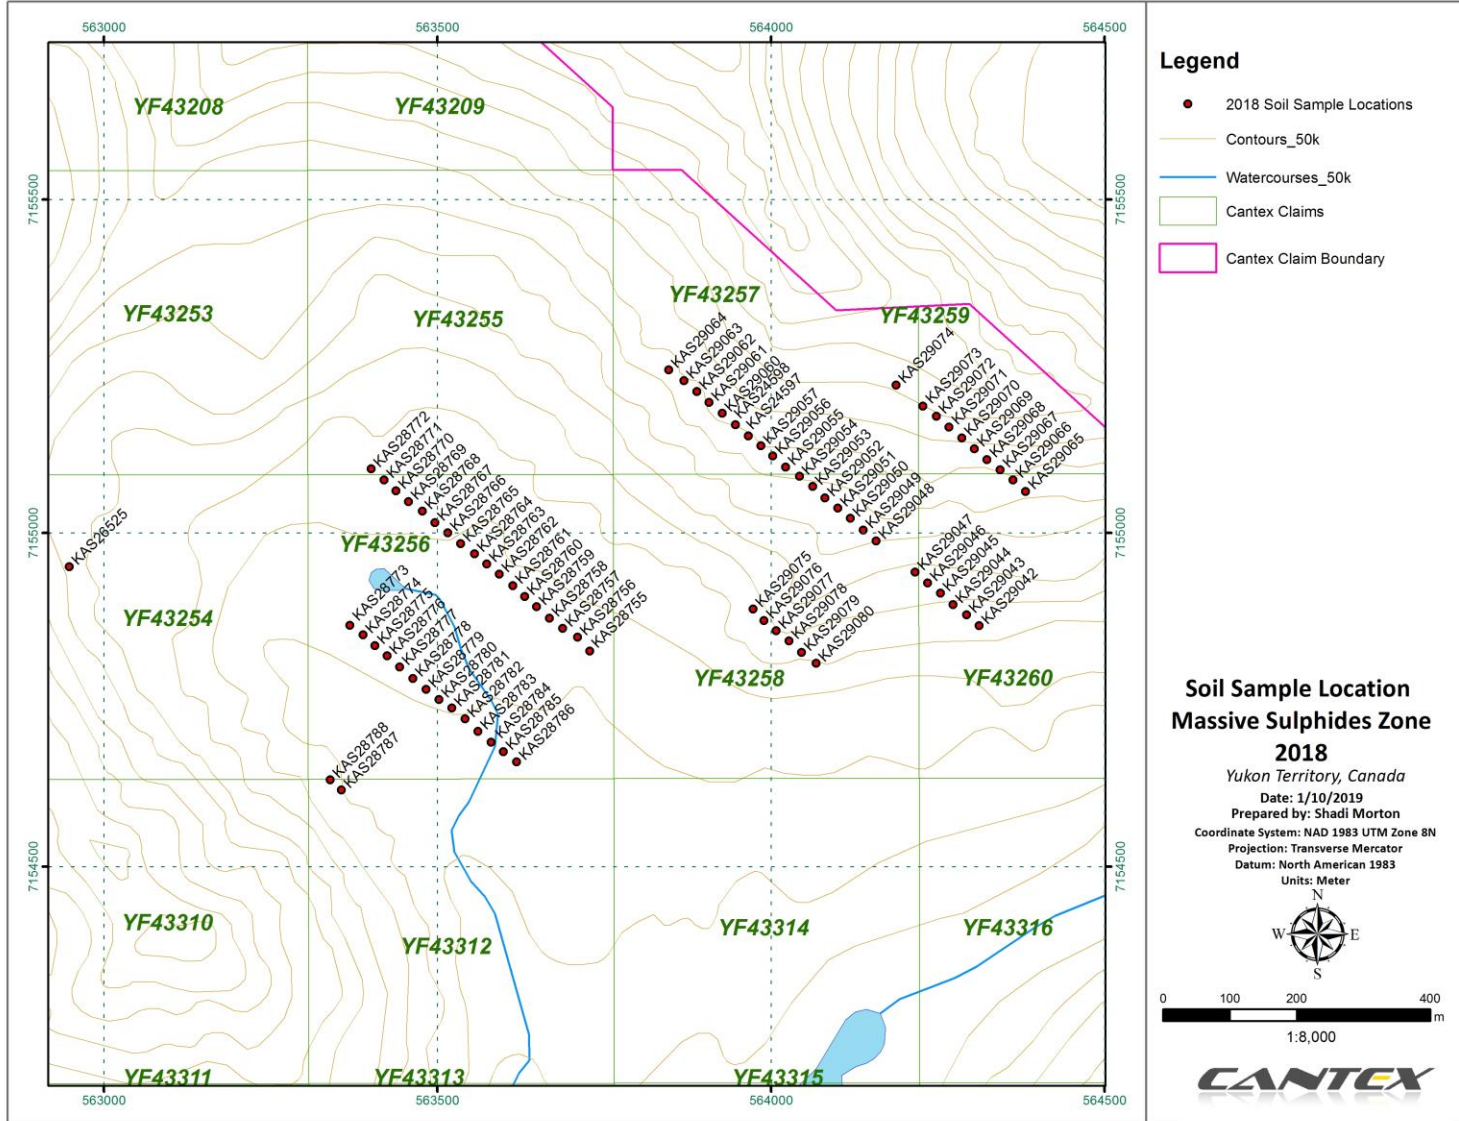 563000
563500
564000
564500
YF43208
YF43209
7155500
7155500
YF43253
YF43255
YF43257
YF43259
KAS29064
KAS29063
KAS29062
KAS29061
KAS29060
KAS24598
KAS24597
KAS29057
KAS29056
KAS29055
KAS29054
KAS29053
KAS29052
KAS29051
KAS29050
KAS29049
KAS29048
KAS29074
KAS29073
KAS29072
KAS29071
KAS29070
KAS29069
KAS29068
KAS29067
KAS29066
KAS29065
KAS28772
KAS28771
KAS28770
KAS28769
KAS28768
KAS28767
KAS28766
KAS28765
KAS28764
KAS28763
KAS28762
KAS28761
KAS28760
KAS28759
KAS28758
KAS28757
KAS28756
KAS28755
KAS26525
7155000
7155000
YF43256
KAS29047
KAS29046
KAS29045
KAS29044
KAS29043
KAS29042
KAS29075
KAS29076
KAS29077
KAS29078
KAS29079
KAS29080
KAS28773
KAS28774
KAS28775
KAS28776
KAS28777
KAS28778
KAS28779
KAS28780
KAS28781
KAS28782
KAS28783
KAS28784
KAS28785
KAS28786
YF43254
YF43258
YF43260
KAS28788
KAS28787
7154500
7154500
YF43310
YF43312
YF43314
YF43316
YF43311
YF43313
YF43315
563000
563500
564000
564500
Legend
2018 Soil Sample Locations
Contours_50k
Watercourses_50k
Cantex Claims
Cantex Claim Boundary
Soil Sample Location
Massive Sulphides Zone
2018
Yukon Territory, Canada
Date: 1/10/2019
Prepared by: Shadi Morton
Coordinate System: NAD 1983 UTM Zone 8N
Projection: Transverse Mercator
Datum: North American 1983
Units: Meter
N
W E
S
0 100 200 400
m
1:8,000
CANTEX